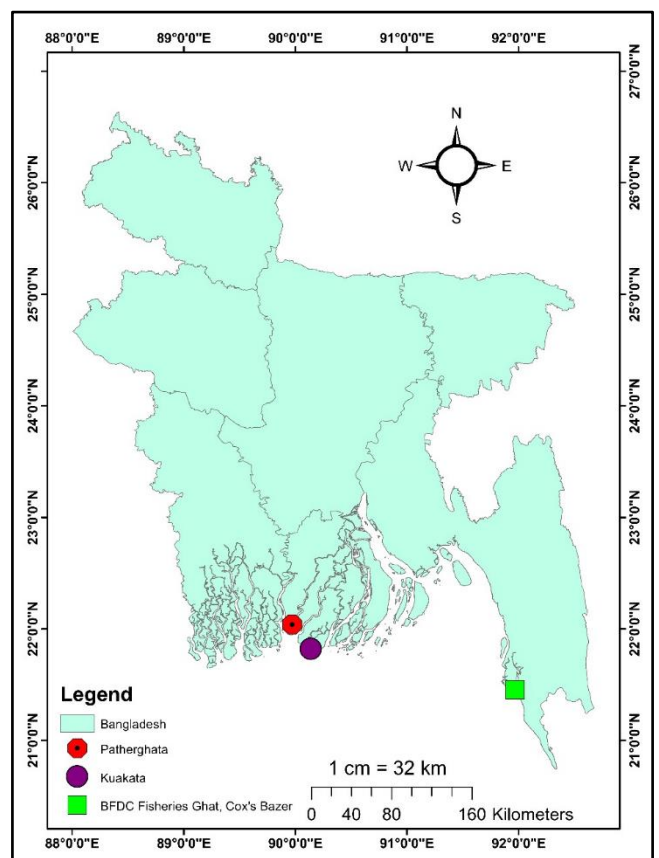 88°0'0"E 89°0'0"E 90°0'0"E 91°0'0"E 92°0'0"E
27°0'0"N
26°0'0"N
25°0'0"N
24°0'0"N
23°0'0"N
22°0'0"N
21°0'0"N
N
W E
S
27°0'0"N
26°0'0"N
25°0'0"N
24°0'0"N
23°0'0"N
22°0'0"N
21°0'0"N
Legend
Bangladesh
Patherghata
Kuakata
BFDC Fisheries Ghat, Cox's Bazer
1 cm = 32 km
0 40 80 160 Kilometers
88°0'0"E 89°0'0"E 90°0'0"E 91°0'0"E 92°0'0"E